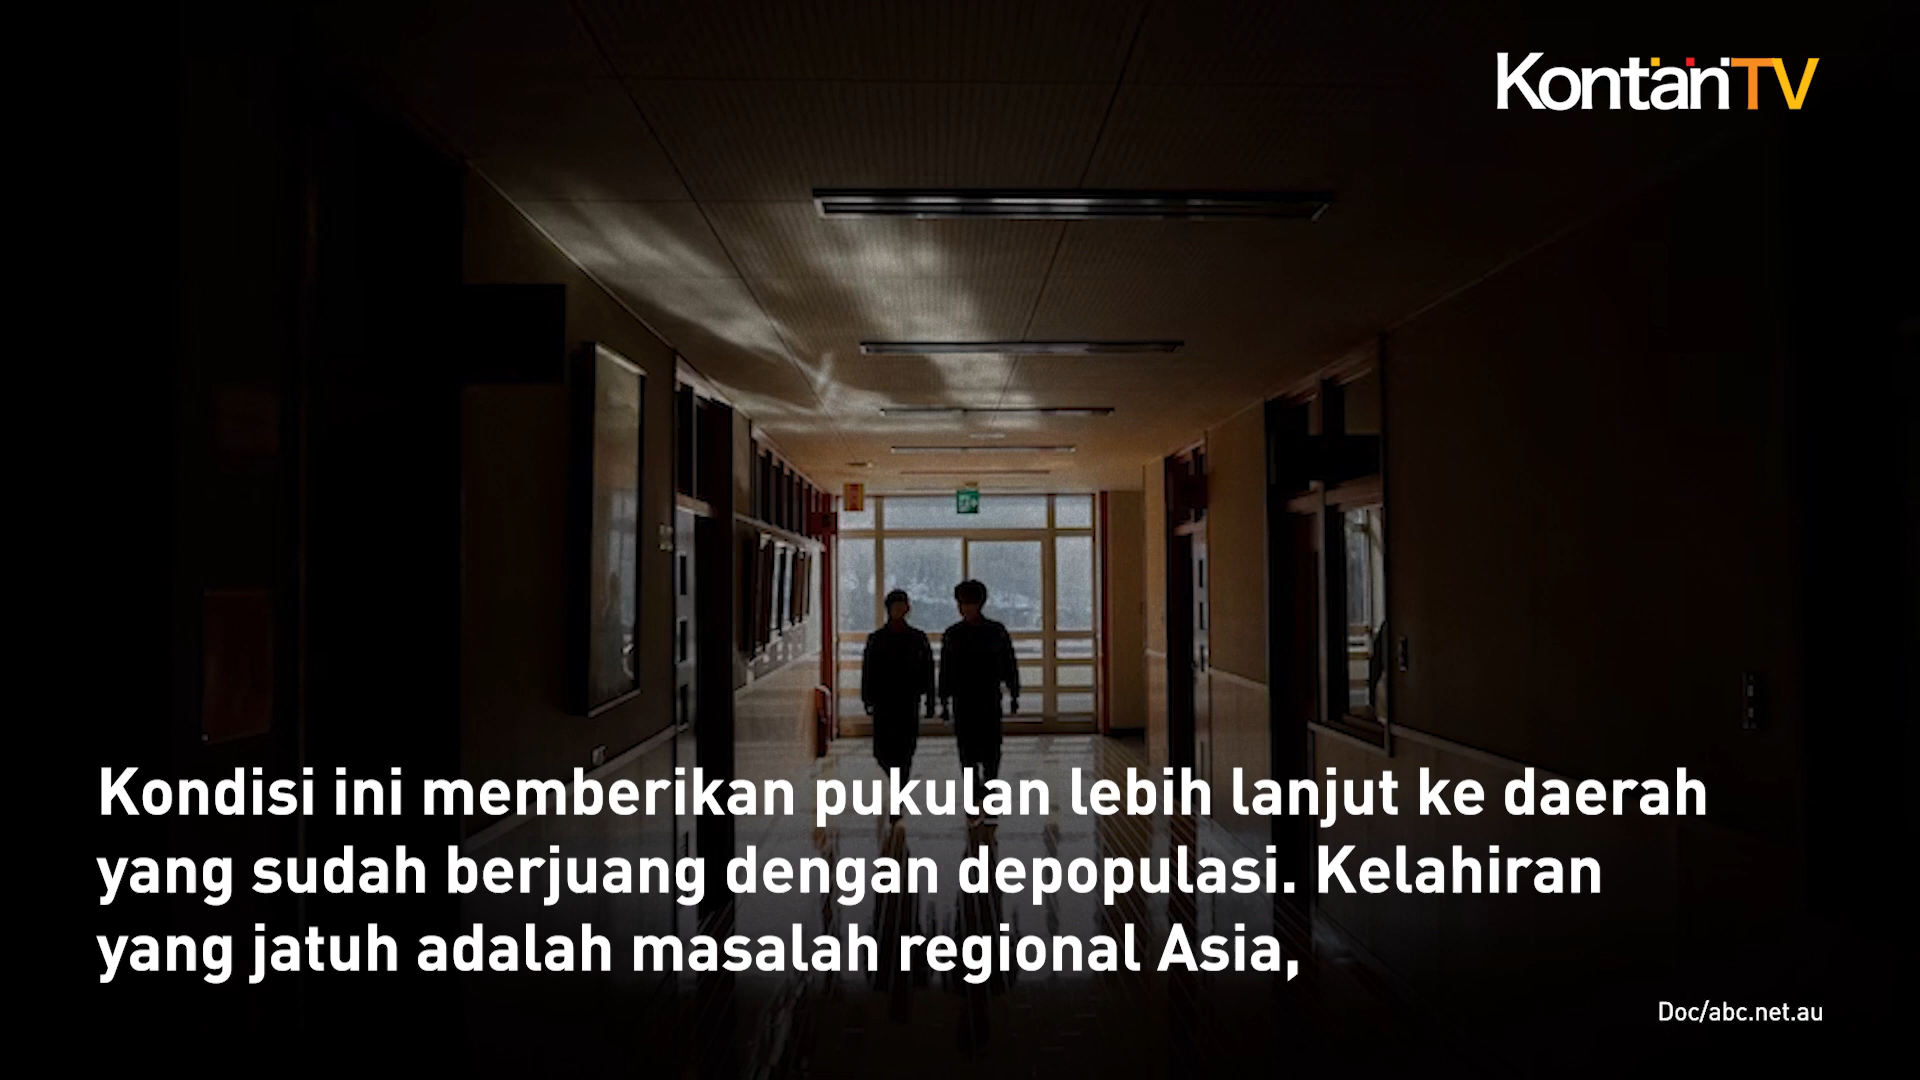 KontanTV
Kondisi ini memberikan pukulan lebih lanjut ke daerah
yang sudah berjuang dengan depopulasi. Kelahiran
yang jatuh adalah masalah regional Asia,
Doc/abc.net.au